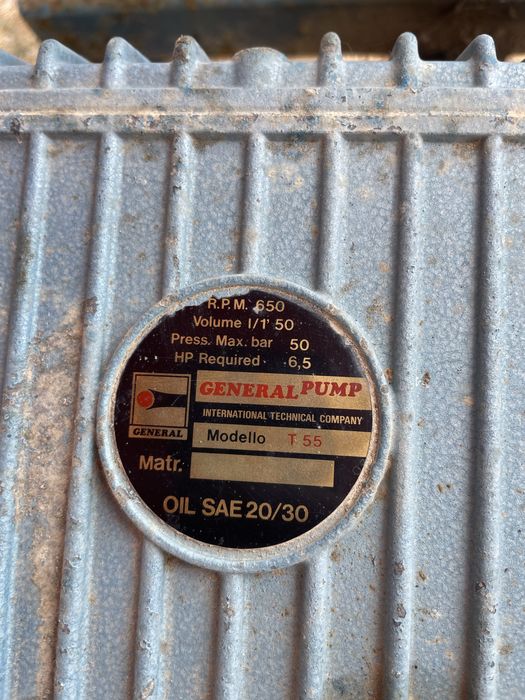 R.P.M. 650
Volume l/1' 50
Press. Max. bar 50
HP Required 6,5
GENERAL PUMP
INTERNATIONAL TECHNICAL COMPANY
GENERAL
Modello T 55
Matr.
OIL SAE 20/30